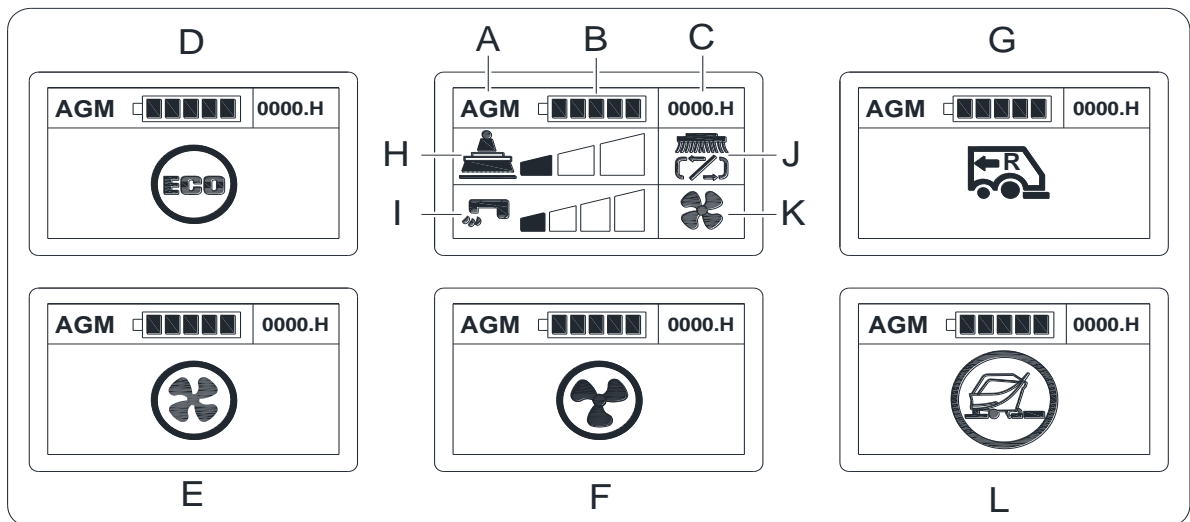 D A B C G
AGM 0000.H
AGM 0000.H
AGM 0000.H
H J
R
ECO
I K
AGM 0000.H
AGM 0000.H
AGM 0000.H
E F L